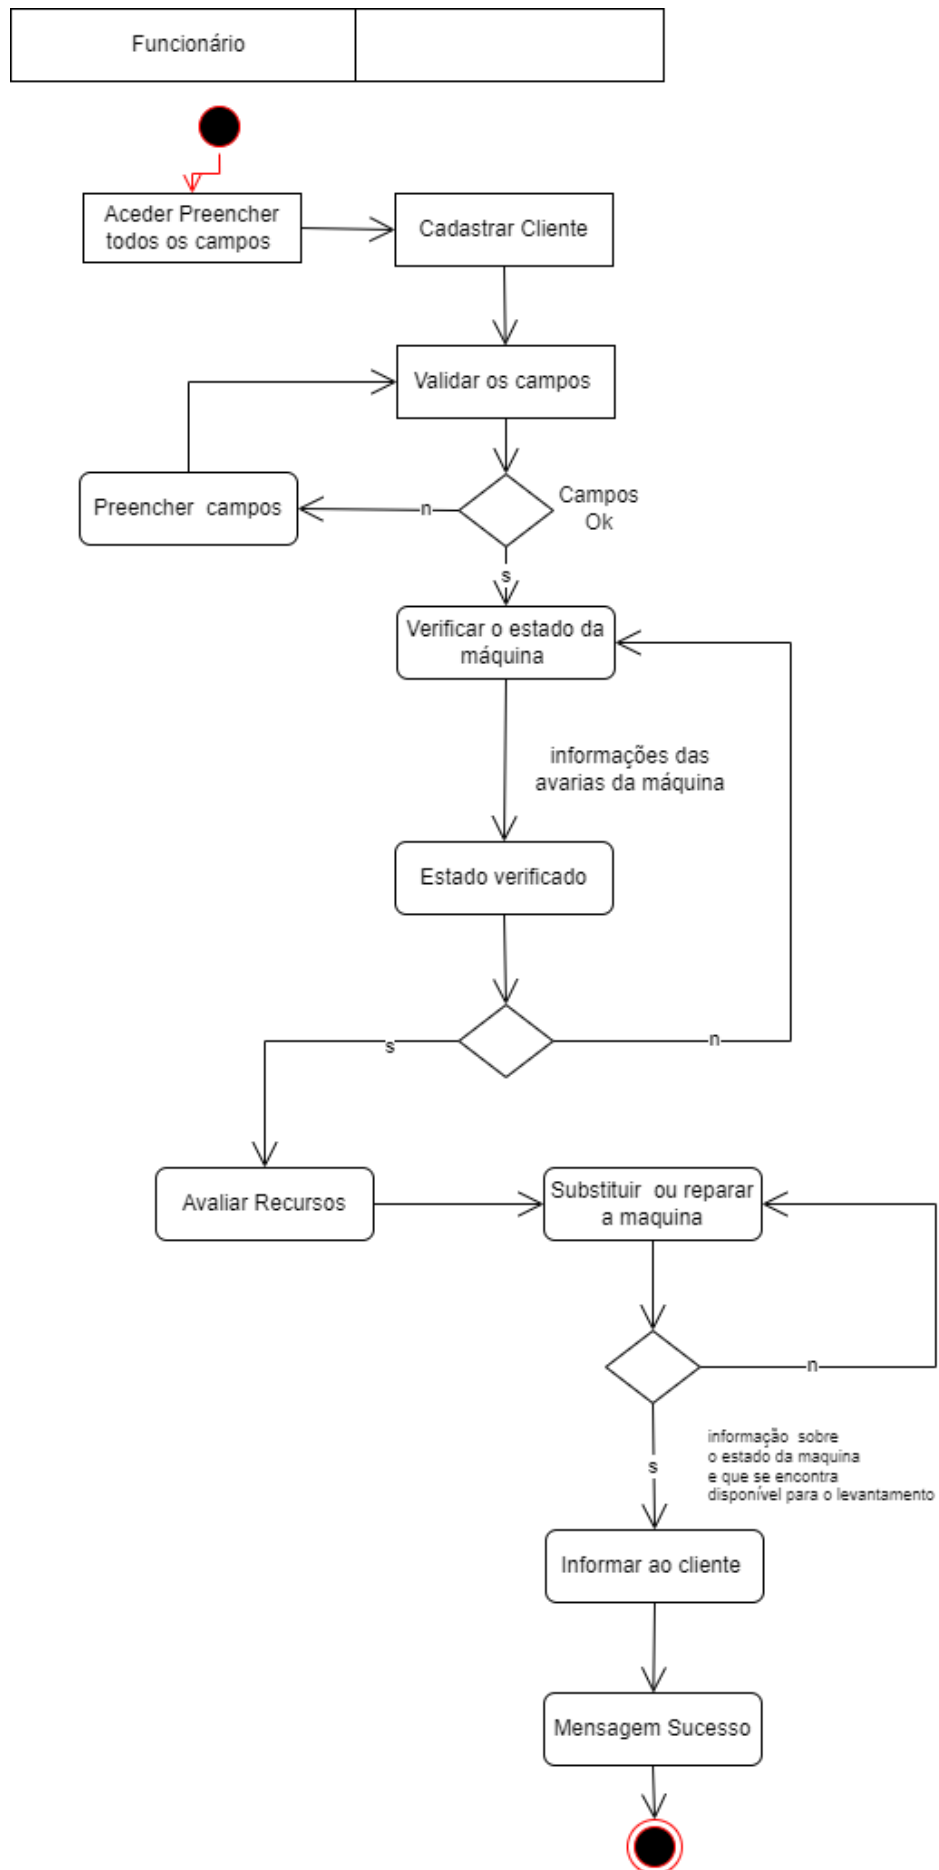 Funcionário
Aceder Preencher
todos os campos
Cadastrar Cliente
Validar os campos
Preencher campos
n
Campos
Ok
s
Verificar o estado da
máquina
informações das
avarias da máquina
Estado verificado
s
n
Avaliar Recursos
Substituir ou reparar
a maquina
n
s
informação sobre
o estado da maquina
e que se encontra
disponível para o levantamento
Informar ao cliente
Mensagem Sucesso